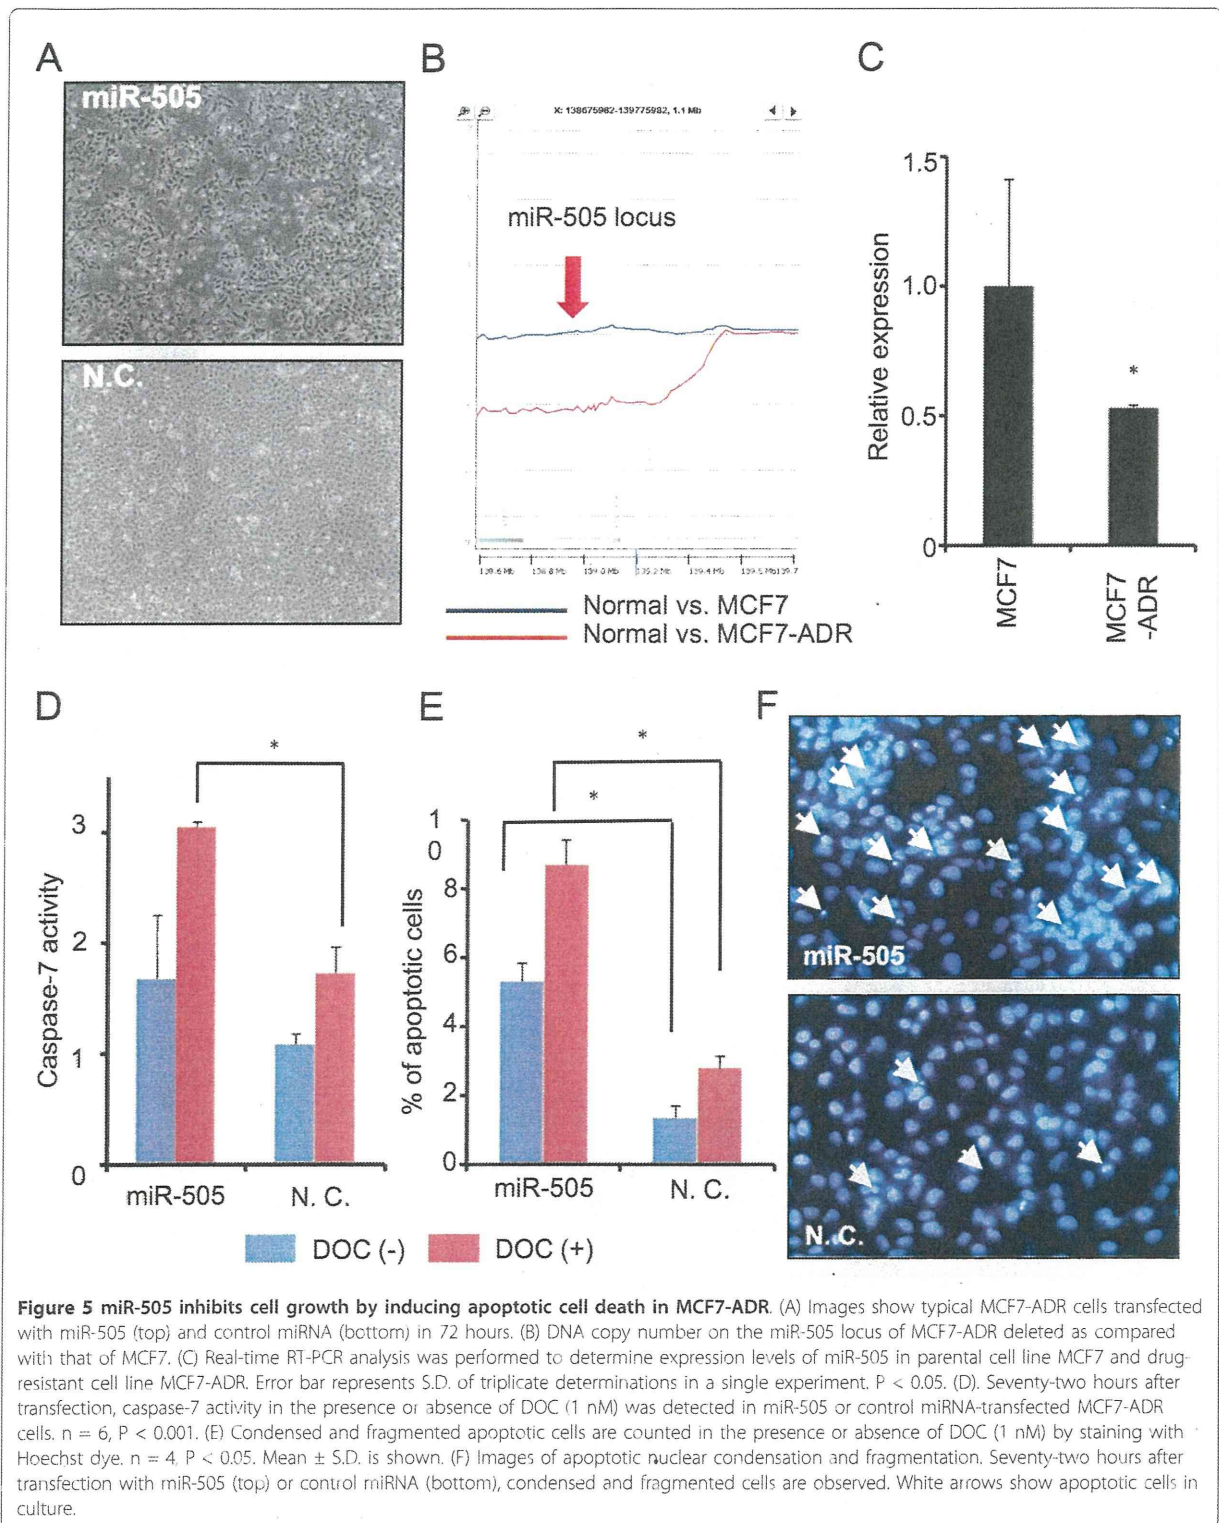 A
miR-505
N.C.
B
X: 138675982-139775982, 1.1 Mb
miR-505 locus
139.4 Mb
Normal vs. MCF7
Normal vs. MCF7-ADR
C
Relative expression
1.5
1.0
0.5
0
*
MCF7
MCF7
-ADR
D
Caspase-7 activity
3
2
1
0
*
miR-505
N. C.
E
% of apoptotic cells
1
0
8
6
4
2
0
*
*
miR-505
N. C.
DOC (-)
DOC (+)
F
miR-505
N. C.
Figure 5 miR-505 inhibits cell growth by inducing apoptotic cell death in MCF7-ADR. (A) Images show typical MCF7-ADR cells transfected
with miR-505 (top) and control miRNA (bottom) in 72 hours. (B) DNA copy number on the miR-505 locus of MCF7-ADR deleted as compared
with that of MCF7. (C) Real-time RT-PCR analysis was performed to determine expression levels of miR-505 in parental cell line MCF7 and drug-
resistant cell line MCF7-ADR. Error bar represents S.D. of triplicate determinations in a single experiment. P < 0.05. (D). Seventy-two hours after
transfection, caspase-7 activity in the presence or absence of DOC (1 nM) was detected in miR-505 or control miRNA-transfected MCF7-ADR
cells. n = 6, P < 0.001. (E) Condensed and fragmented apoptotic cells are counted in the presence or absence of DOC (1 nM) by staining with
Hoechst dye. n = 4, P < 0.05. Mean ± S.D. is shown. (F) Images of apoptotic nuclear condensation and fragmentation. Seventy-two hours after
transfection with miR-505 (top) or control miRNA (bottom), condensed and fragmented cells are observed. White arrows show apoptotic cells in
culture.